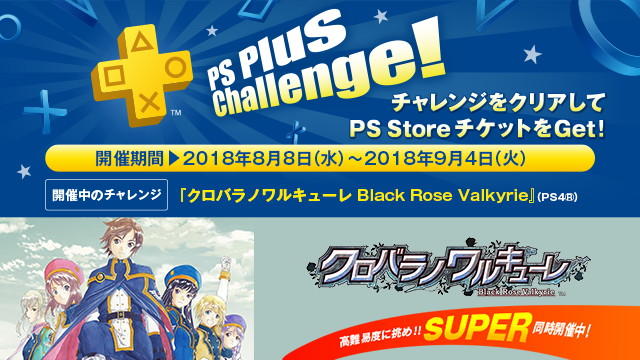 PS Plus
Challenge!
TM
チャレンジをクリアして
PS StoreチケットをGet!
開催期間▶2018年8月8日(水)～2018年9月4日(火)
開催中のチャレンジ
『クロバラノワルキューレ Black Rose Valkyrie』(PS4®)
クロバラノワルキューレ
Black Rose Valkyrie TM
高難易度に挑め!! SUPER 同時開催中!